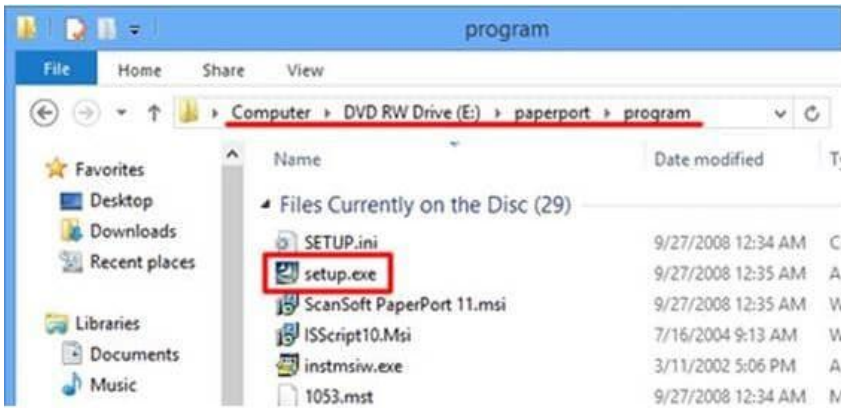 program
File Home Share View
Computer DVD RW Drive (E:) paperport program
Favorites
Desktop
Downloads
Recent places
Libraries
Documents
Music
Name Date modified
Files Currently on the Disc (29)
SETUP.ini 9/27/2008 12:34 AM
setup.exe 9/27/2008 12:35 AM
ScanSoft PaperPort 11.msi 9/27/2008 12:35 AM
ISScript10.Msi 7/16/2004 9:13 AM
instmsiw.exe 3/11/2002 5:06 PM
1053.mst 9/27/2008 12:34 AM